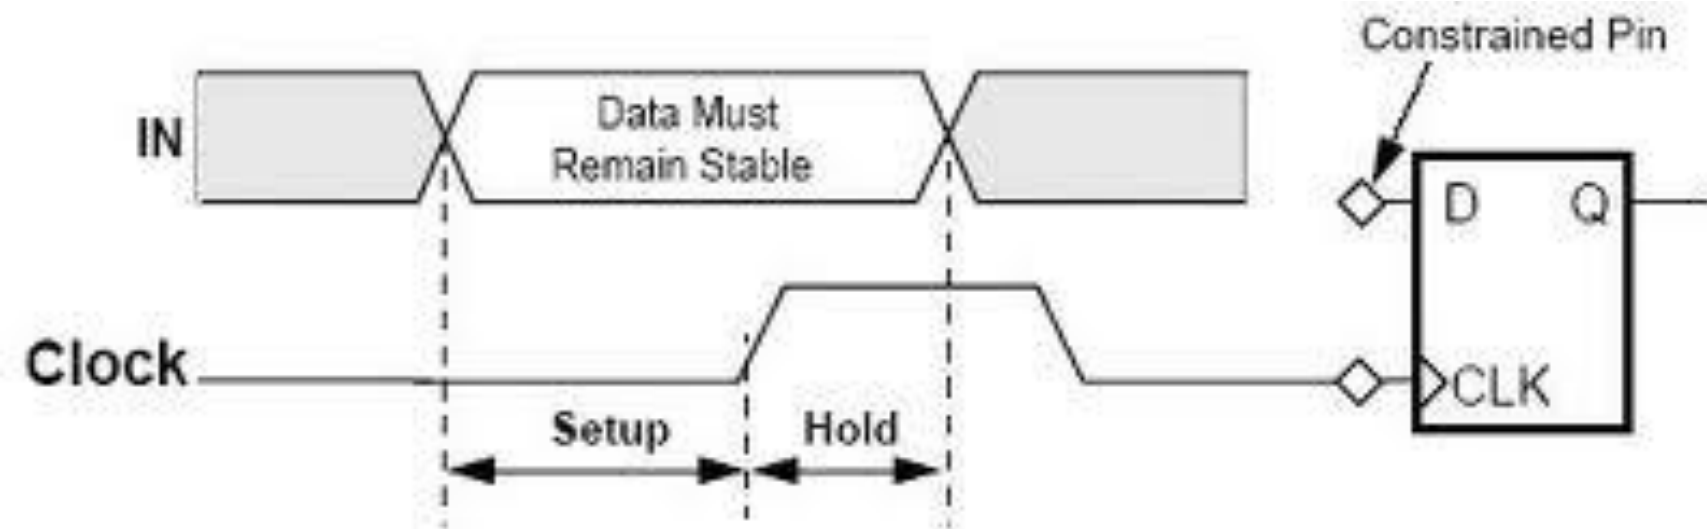 Constrained Pin
IN
Data Must
Remain Stable
D
Q
Clock
CLK
Setup
Hold